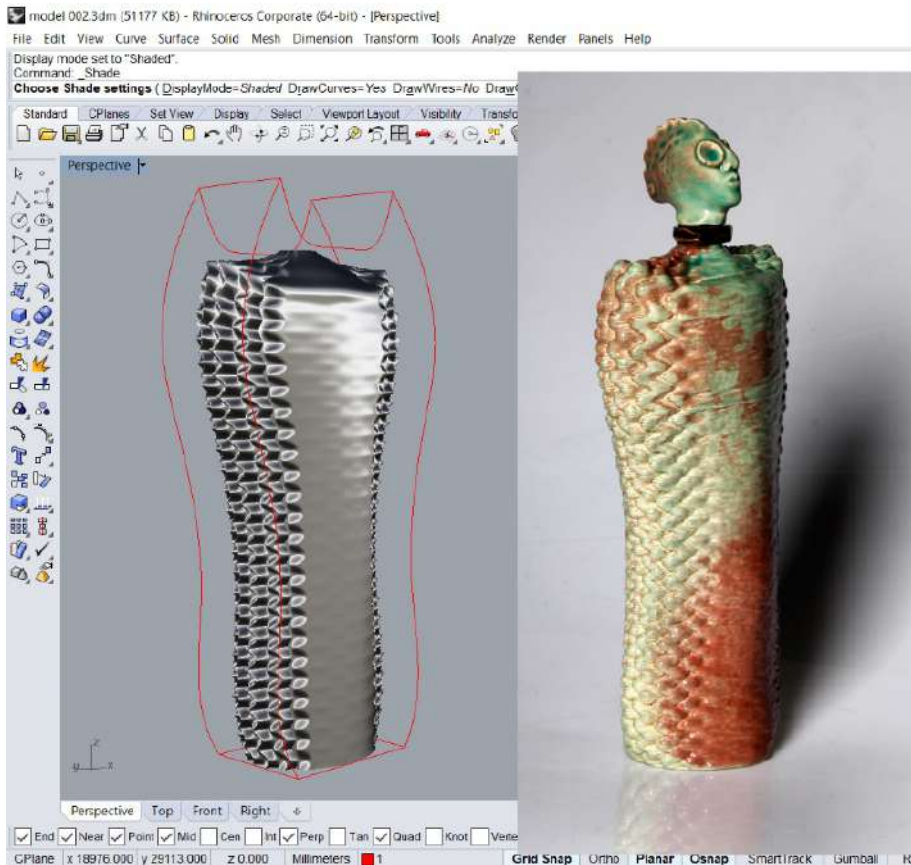 model 002.3dm (51177 KB) - Rhinoceros Corporate (64-bit) - [Perspective]
File Edit View Curve Surface Solid Mesh Dimension Transform Tools Analyze Render Panels Help
Display mode set to "Shaded".
Command: _Shade
Choose Shade settings ( DisplayMode=Shaded DrawCurves=Yes DrawWires=No Draw
Standard CPlanes Set View Display Select Viewport Layout Visibility Transfo
Perspective
z
y x
Perspective Top Front Right
End Near Point Mid Cen Int Perp Tan Quad Knot Verte
CPlane x 18976.000 y 29113.000 z 0.000 Millimeters 1 Grid Snap Ortho Planar Osnap SmartTrack Gumball